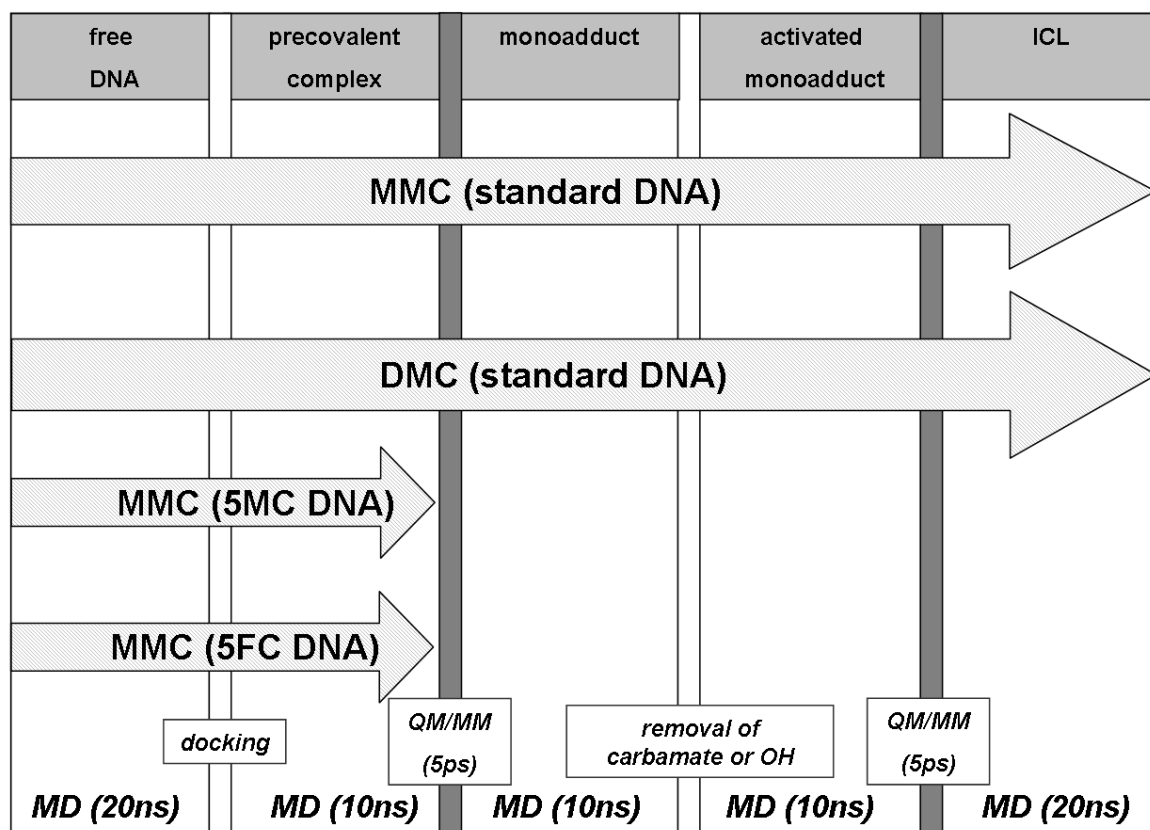 free
DNA
precovalent
complex
monoadduct
activated
monoadduct
ICL
MMC (standard DNA)
DMC (standard DNA)
MMC (5MC DNA)
MMC (5FC DNA)
docking
QM/MM
(5ps)
removal of
carbamate or OH
QM/MM
(5ps)
MD (20ns)
MD (10ns)
MD (10ns)
MD (10ns)
MD (20ns)